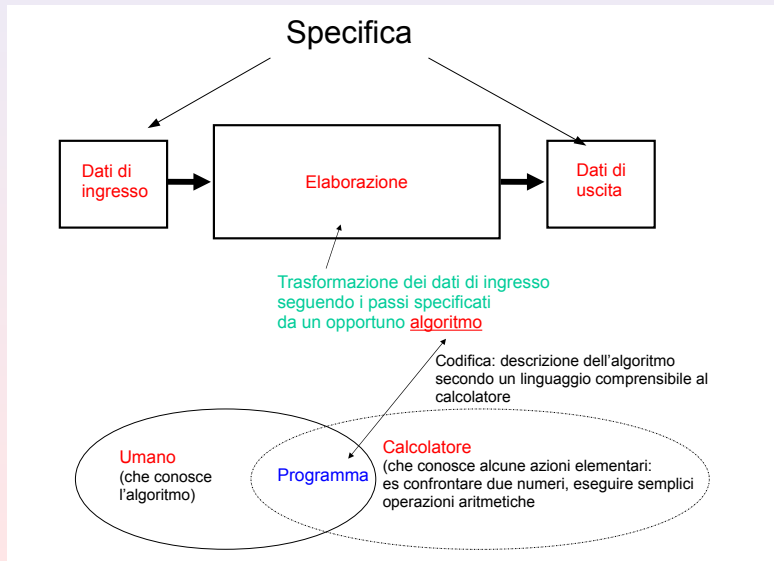 Specifica
Dati di
ingresso
Elaborazione
Dati di
uscita
Trasformazione dei dati di ingresso
seguendo i passi specificati
da un opportuno algoritmo
Codifica: descrizione dell'algoritmo
secondo un linguaggio comprensibile al
calcolatore
Umano
(che conosce
l'algoritmo)
Programma
Calcolatore
(che conosce alcune azioni elementari:
es confrontare due numeri, eseguire semplici
operazioni aritmetiche